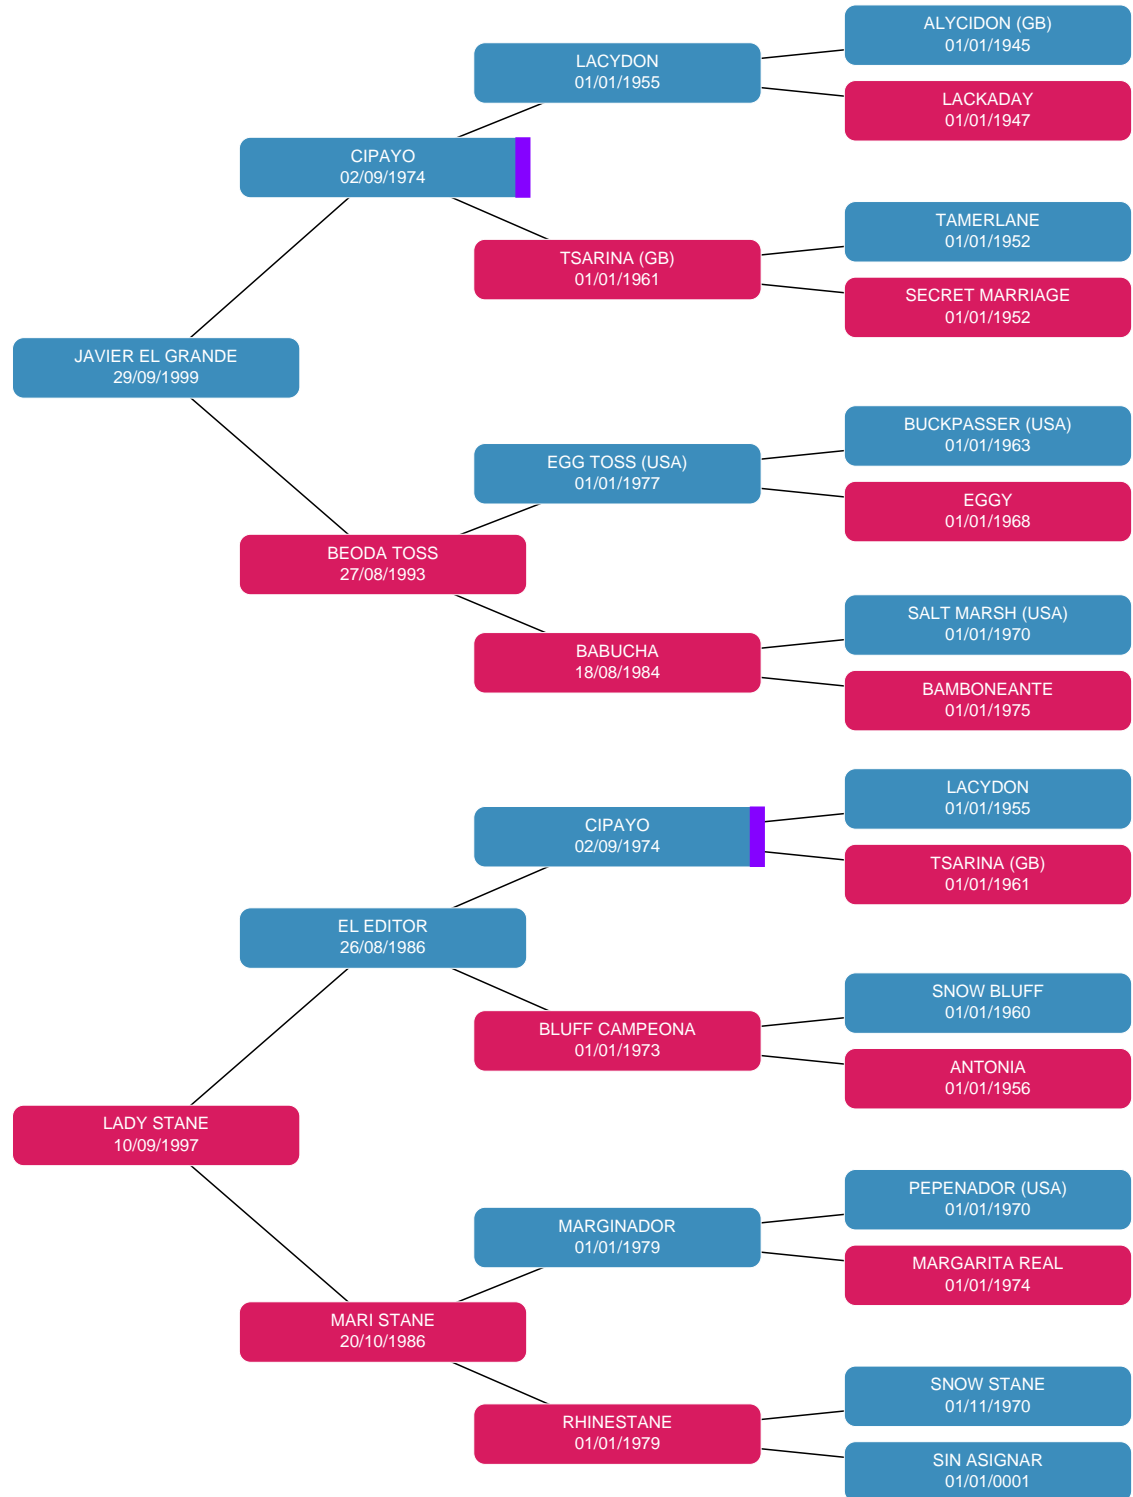 ALYCIDON (GB)
01/01/1945
LACYDON
01/01/1955
LACKADAY
01/01/1947
CIPAYO
02/09/1974
TAMERLANE
01/01/1952
TSARINA (GB)
01/01/1961
SECRET MARRIAGE
01/01/1952
JAVIER EL GRANDE
29/09/1999
BUCKPASSER (USA)
01/01/1963
EGG TOSS (USA)
01/01/1977
EGGY
01/01/1968
BEODA TOSS
27/08/1993
SALT MARSH (USA)
01/01/1970
BABUCHA
18/08/1984
BAMBONEANTE
01/01/1975
LACYDON
01/01/1955
CIPAYO
02/09/1974
TSARINA (GB)
01/01/1961
EL EDITOR
26/08/1986
SNOW BLUFF
01/01/1960
BLUFF CAMPEONA
01/01/1973
ANTONIA
01/01/1956
LADY STANE
10/09/1997
PEPENADOR (USA)
01/01/1970
MARGINADOR
01/01/1979
MARGARITA REAL
01/01/1974
MARI STANE
20/10/1986
SNOW STANE
01/11/1970
RHINESTANE
01/01/1979
SIN ASIGNAR
01/01/0001